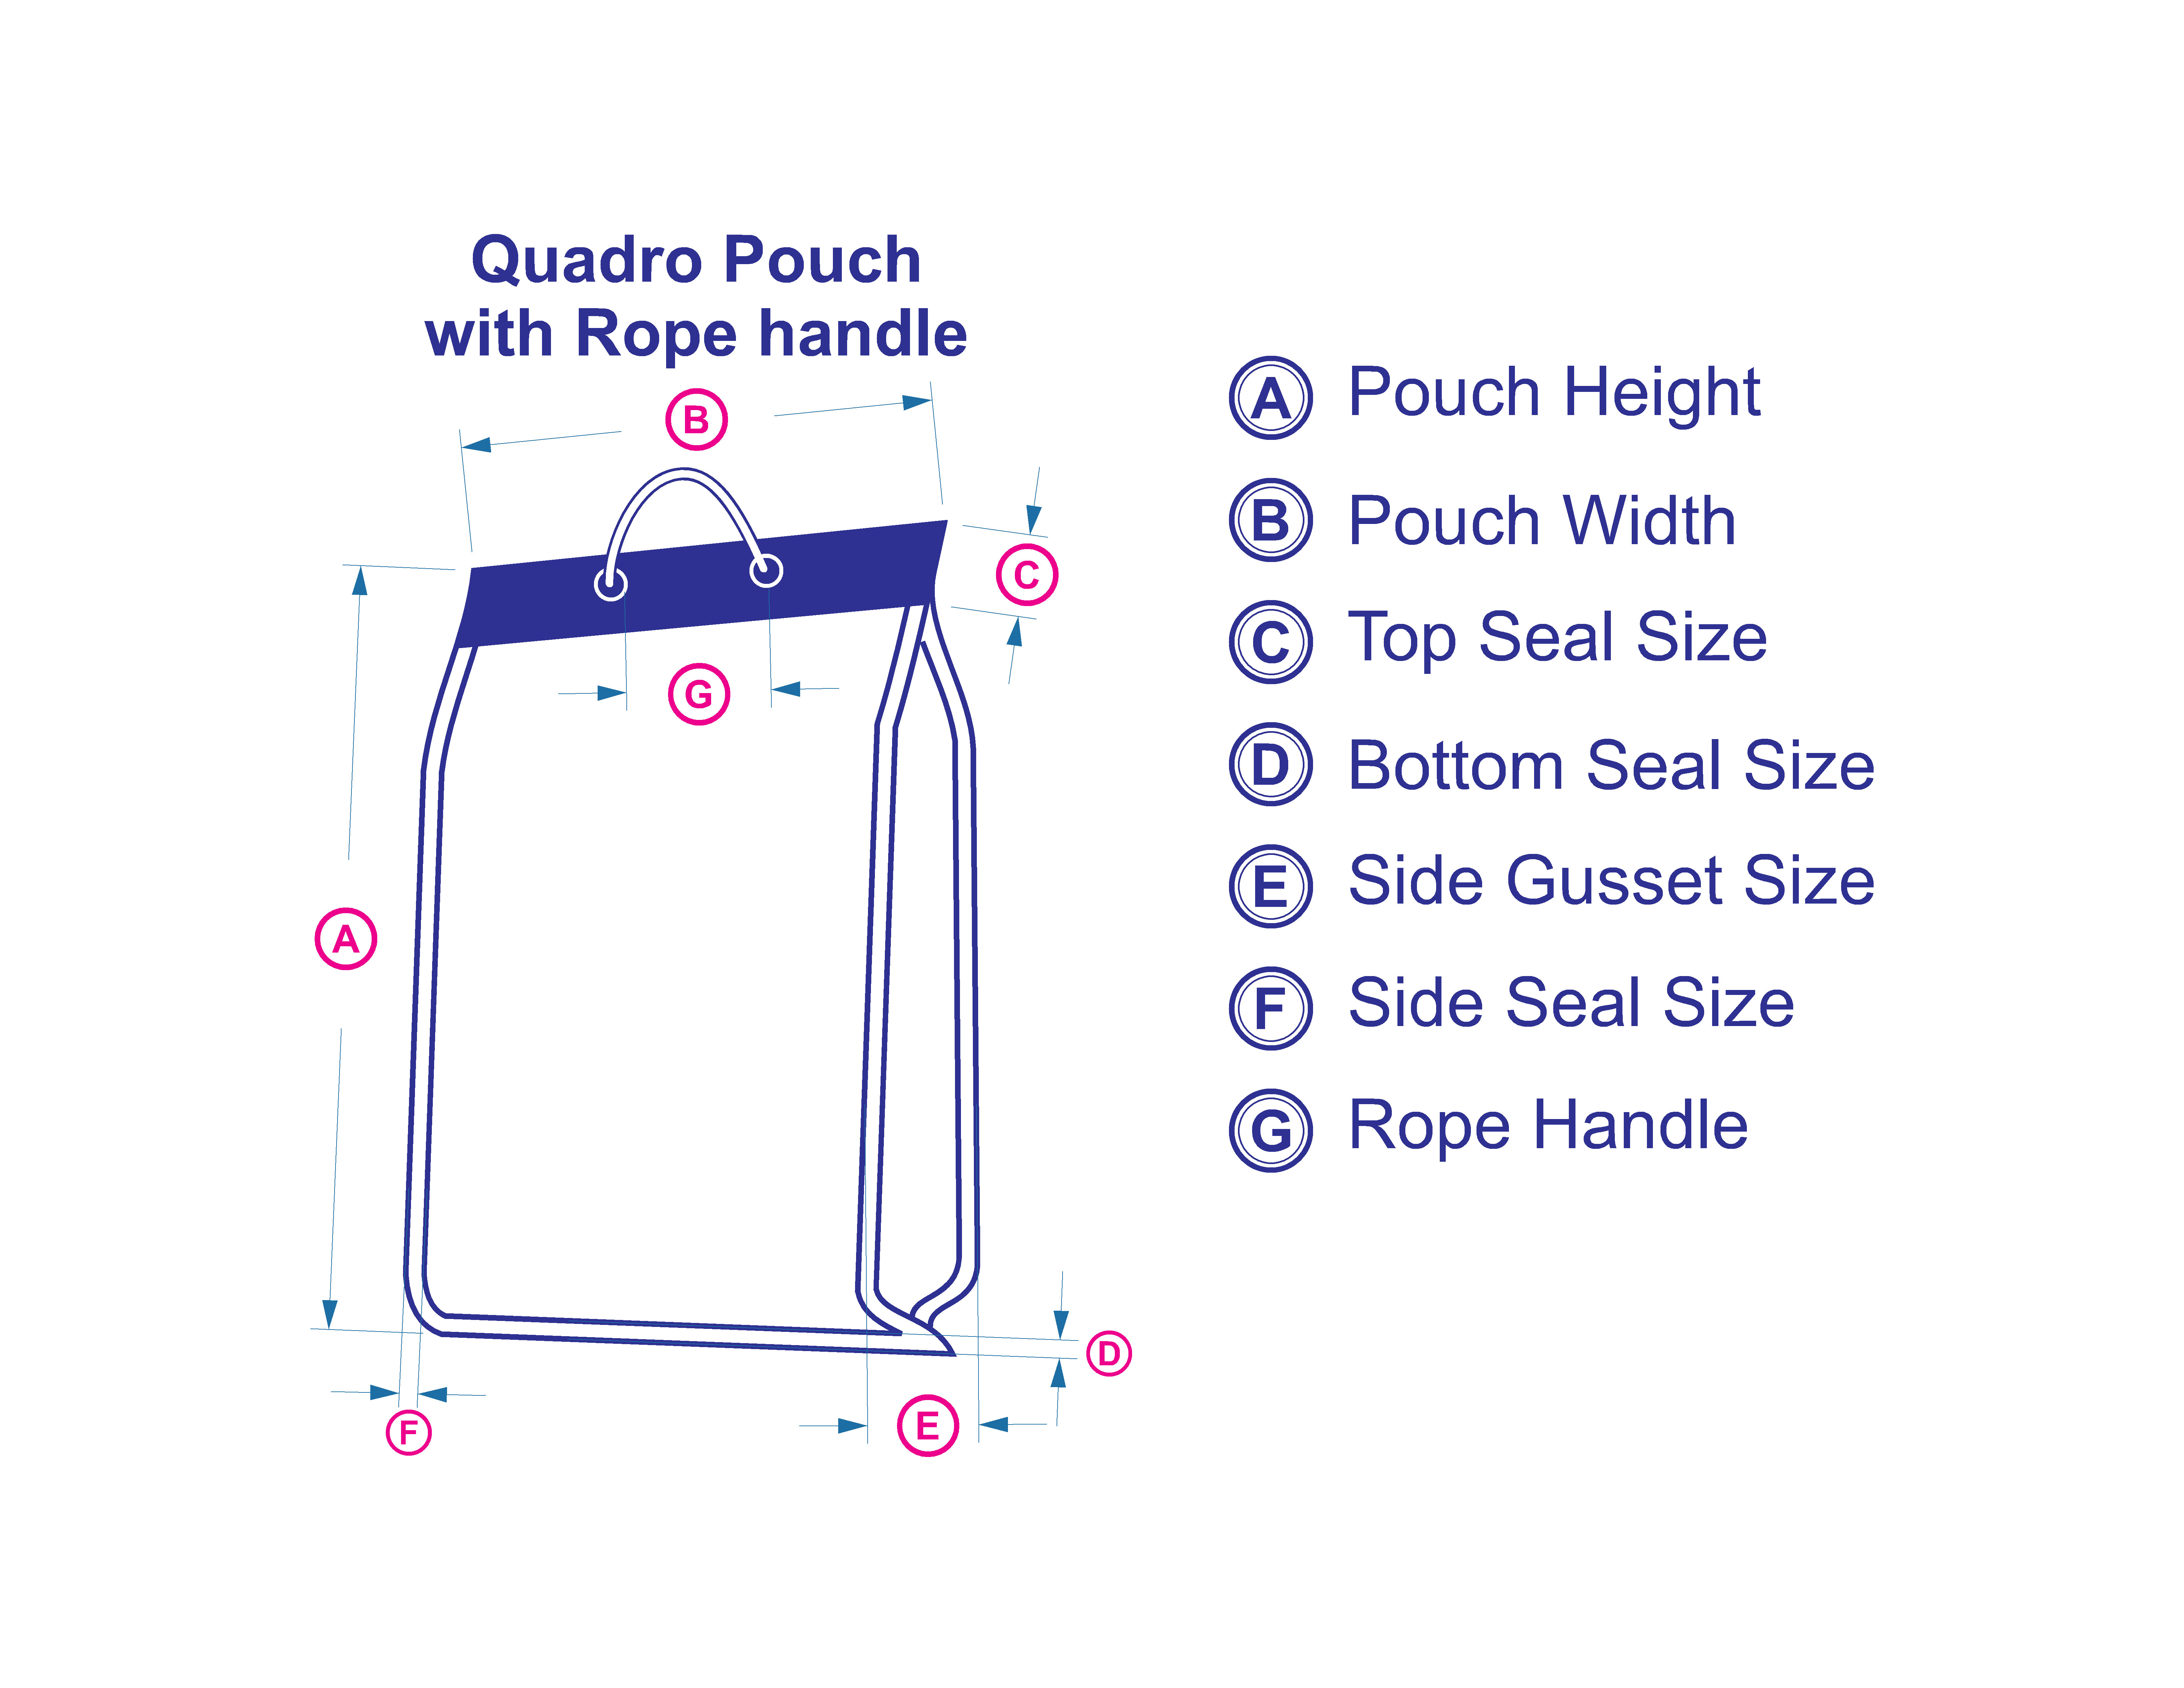 Quadro Pouch
with Rope handle
B
C
G
A
D
E
F
A Pouch Height
B Pouch Width
C Top Seal Size
D Bottom Seal Size
E Side Gusset Size
F Side Seal Size
G Rope Handle